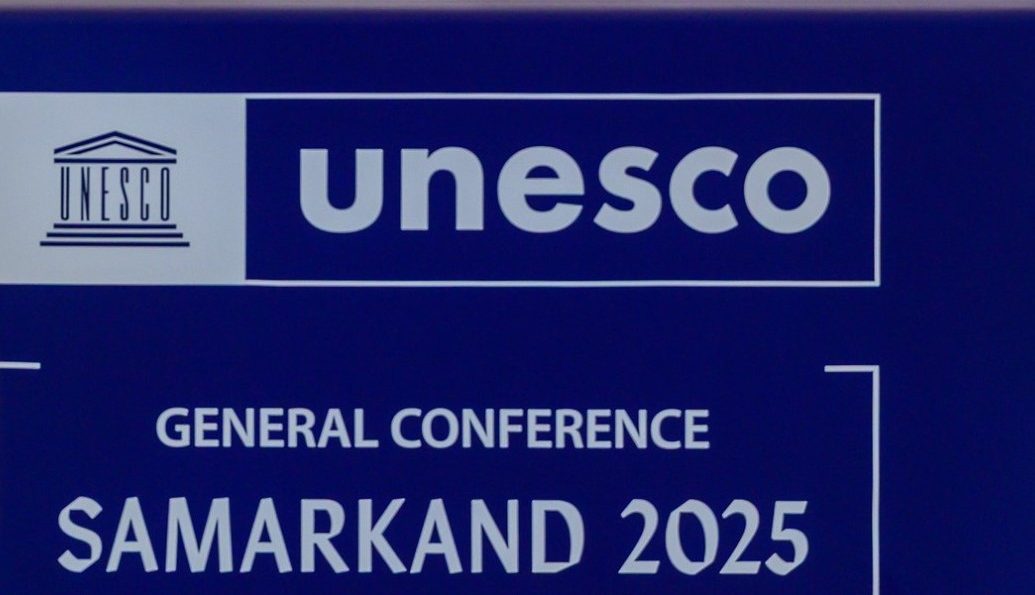 UNESCO
unesco
GENERAL CONFERENCE
SAMARKAND 2025